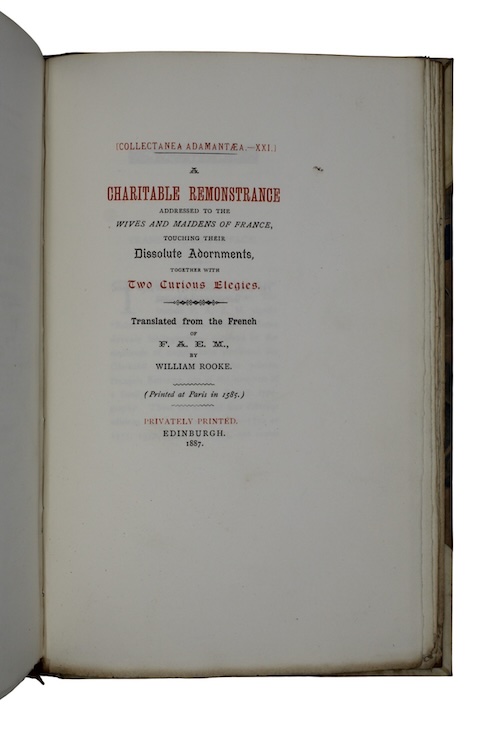 [COLLECTANEA ADAMANTÆA.—XXI.]
A
CHARITABLE REMONSTRANCE
ADDRESSED TO THE
WIVES AND MAIDENS OF FRANCE,
TOUCHING THEIR
Dissolute Adornments,
TOGETHER WITH
Two Curious Elegies.
Translated from the French
OF
F. A. E. M.,
BY
WILLIAM ROOKE.
(Printed at Paris in 1585.)
PRIVATELY PRINTED.
EDINBURGH.
1887.